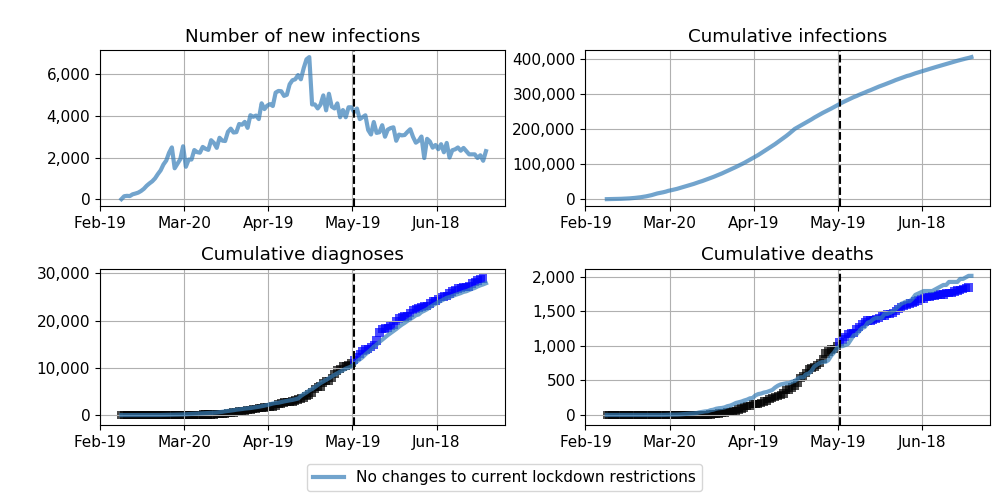 Number of new infections
6,000
4,000
2,000
0
Feb-19 Mar-20 Apr-19 May-19 Jun-18
Cumulative infections
400,000
300,000
200,000
100,000
0
Feb-19 Mar-20 Apr-19 May-19 Jun-18
Cumulative diagnoses
30,000
20,000
10,000
0
Feb-19 Mar-20 Apr-19 May-19 Jun-18
Cumulative deaths
2,000
1,500
1,000
500
0
Feb-19 Mar-20 Apr-19 May-19 Jun-18
No changes to current lockdown restrictions